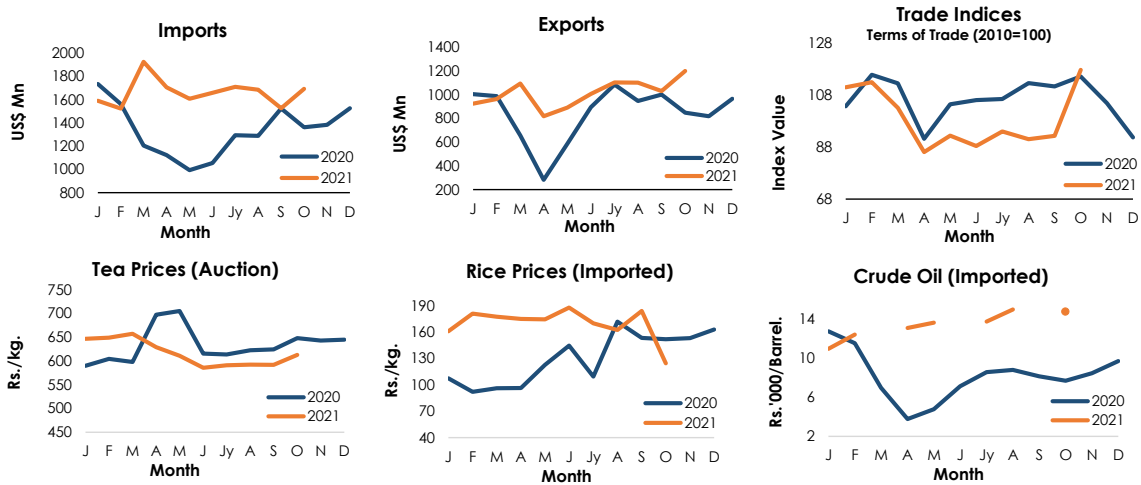 Imports
US$ Mn
2000
1800
1600
1400
1200
1000
800
2020
2021
J F M A M J Jy A S O N D
Month
Exports
US$ Mn
1400
1200
1000
800
600
400
200
2020
2021
J F M A M J Jy A S O N D
Month
Trade Indices
Terms of Trade (2010=100)
Index Value
128
108
88
68
2020
2021
J F M A M J Jy A S O N D
Month
Tea Prices (Auction)
Rs./kg.
750
700
650
600
550
500
450
2020
2021
J F M A M J Jy A S O N D
Month
Rice Prices (Imported)
Rs./kg.
190
160
130
100
70
40
2020
2021
J F M A M J Jy A S O N D
Month
Crude Oil (Imported)
Rs.'000/Barrel.
14
10
6
2
2020
2021
J F M A M J Jy A S O N D
Month